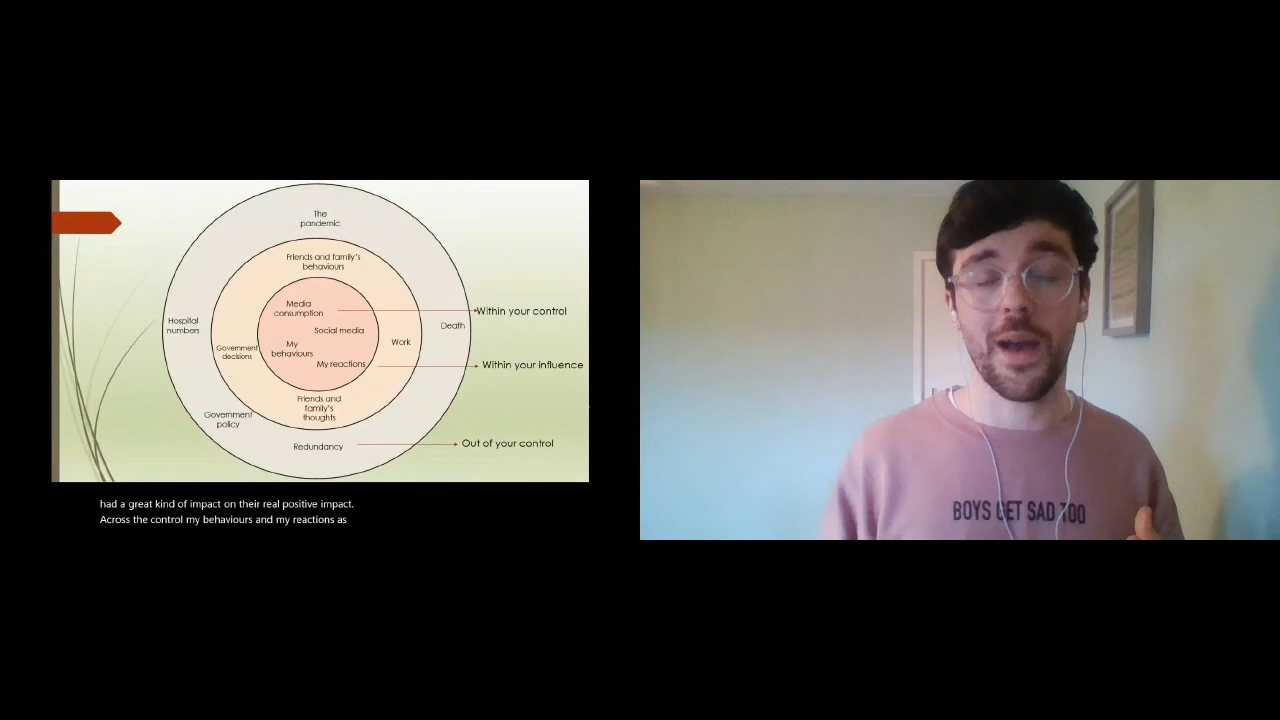 The
pandemic
Friends and family's
behaviours
Media
consumption
Within your control
Hospital
numbers
Social media
Death
Work
Government
decisions
My
behaviours
My reactions
Within your influence
Friends and
family's
thoughts
Government
policy
Redundancy
Out of your control
had a great kind of impact on their real positive impact.
Across the control my behaviours and my reactions as
BOYS GET SAD TOO